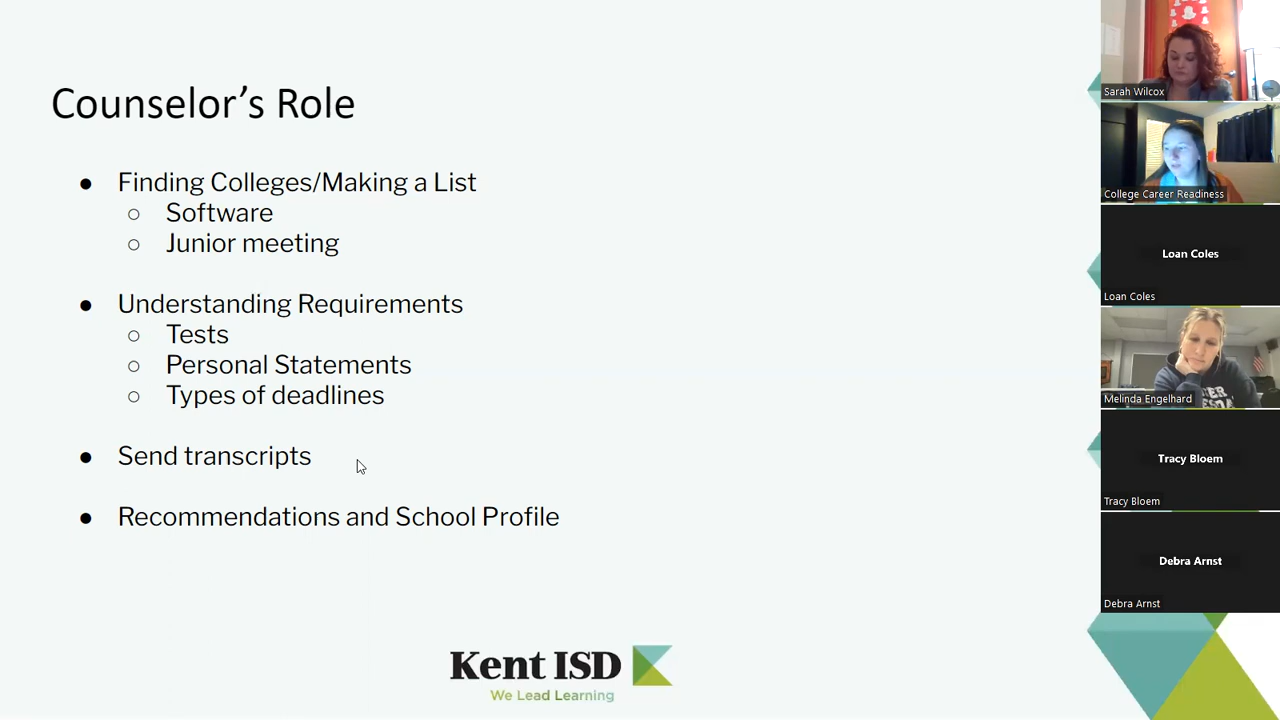 Counselor’s Role
● Finding Colleges/Making a List
○ Software
○ Junior meeting
● Understanding Requirements
○ Tests
○ Personal Statements
○ Types of deadlines
● Send transcripts
● Recommendations and School Profile
Kent ISD
We Lead Learning
Sarah Wilcox
College Career Readiness
Loan Coles
Loan Coles
Melinda Engelhard
Tracy Bloem
Tracy Bloem
Debra Arnst
Debra Arnst